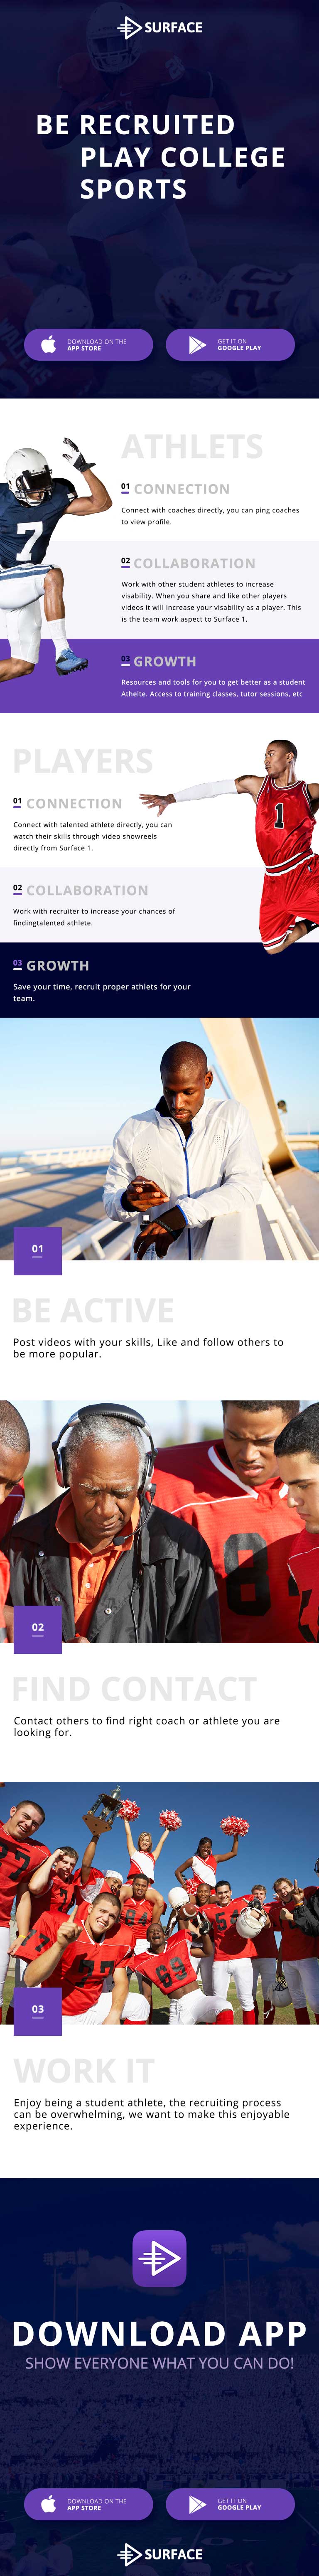 SURFACE
BE RECRUITED
PLAY COLLEGE
SPORTS
DOWNLOAD ON THE
APP STORE
GET IT ON
GOOGLE PLAY
ATHLETS
7
01 CONNECTION
Connect with coaches directly, you can ping coaches
to view profile.
02 COLLABORATION
Work with other student athletes to increase
visability. When you share and like other players
videos it will increase your visability as a player. This
is the team work aspect to Surface 1.
03 GROWTH
Resources and tools for you to get better as a student
Athelte. Access to training classes, tutor sessions, etc
PLAYERS
1
01 CONNECTION
Connect with talented athlete directly, you can
watch their skills through video showreels
directly from Surface 1.
02 COLLABORATION
Work with recruiter to increase your chances of
findingtalented athlete.
03 GROWTH
Save your time, recruit proper athlets for your
team.
01
BE ACTIVE
Post videos with your skills, Like and follow others to
be more popular.
02
FIND CONTACT
Contact others to find right coach or athlete you are
looking for.
03
WORK IT
Enjoy being a student athlete, the recruiting process
can be overwhelming, we want to make this enjoyable
experience.
DOWNLOAD APP
SHOW EVERYONE WHAT YOU CAN DO!
DOWNLOAD ON THE
APP STORE
GET IT ON
GOOGLE PLAY
SURFACE